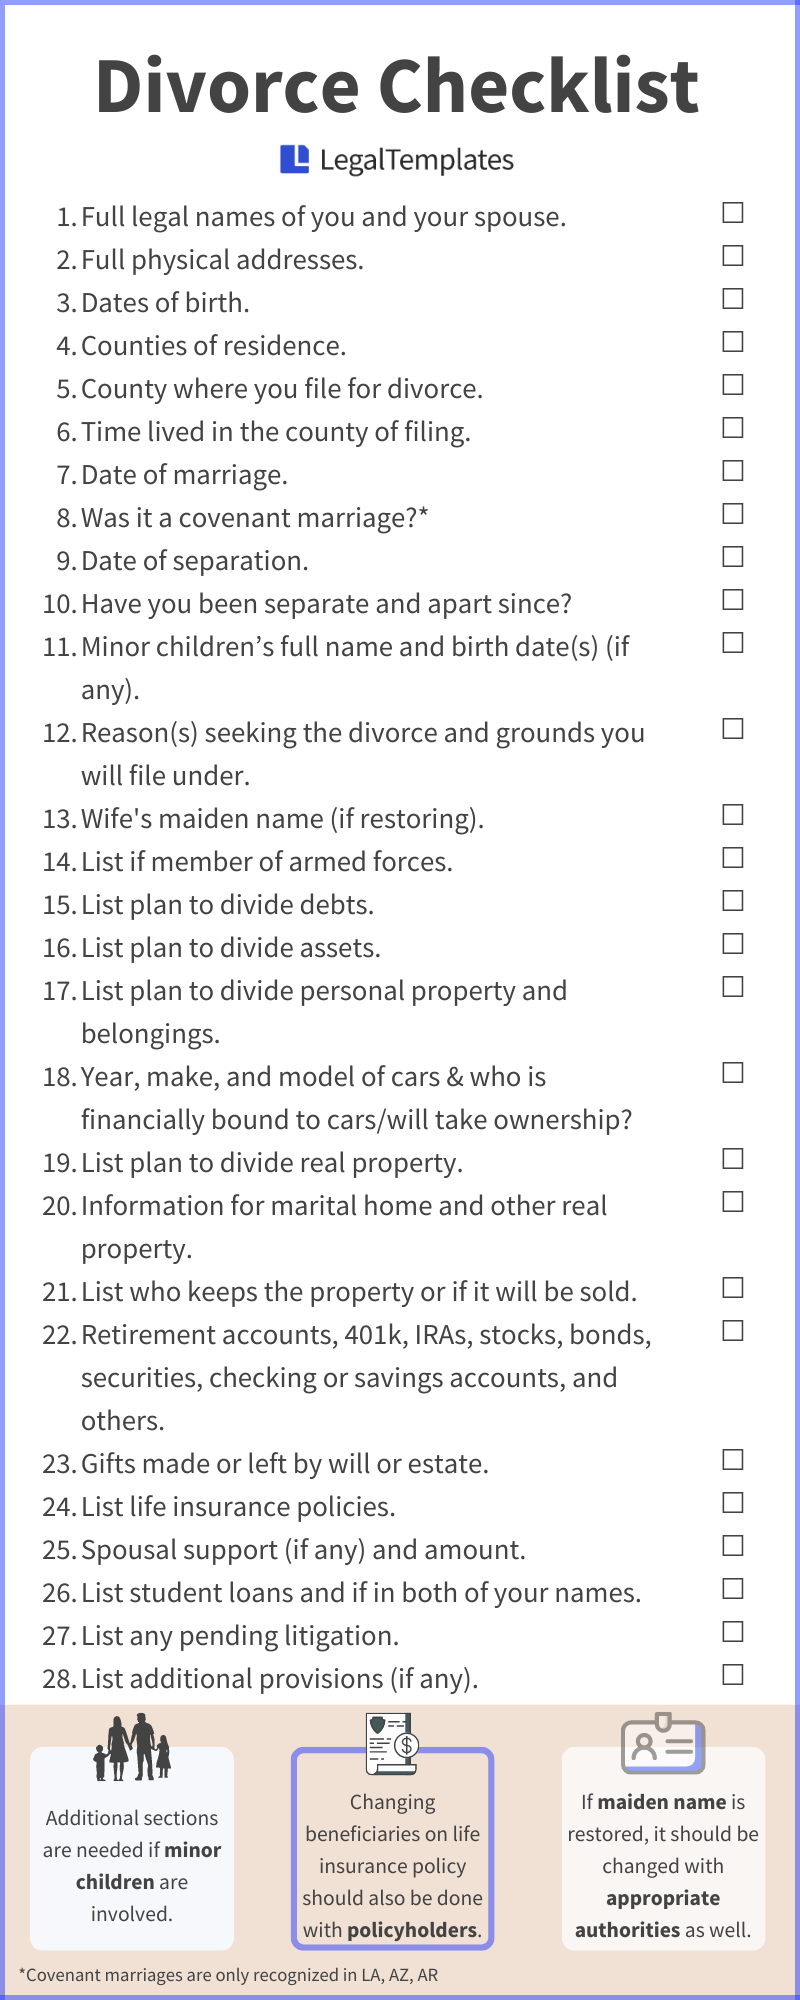 Divorce Checklist
LegalTemplates
1. Full legal names of you and your spouse. ☐
2. Full physical addresses. ☐
3. Dates of birth. ☐
4. Counties of residence. ☐
5. County where you file for divorce. ☐
6. Time lived in the county of filing. ☐
7. Date of marriage. ☐
8. Was it a covenant marriage?* ☐
9. Date of separation. ☐
10. Have you been separate and apart since? ☐
11. Minor children’s full name and birth date(s) (if ☐
any).
12. Reason(s) seeking the divorce and grounds you ☐
will file under.
13. Wife's maiden name (if restoring). ☐
14. List if member of armed forces. ☐
15. List plan to divide debts. ☐
16. List plan to divide assets. ☐
17. List plan to divide personal property and ☐
belongings.
18. Year, make, and model of cars & who is ☐
financially bound to cars/will take ownership?
19. List plan to divide real property. ☐
20. Information for marital home and other real ☐
property.
21. List who keeps the property or if it will be sold. ☐
22. Retirement accounts, 401k, IRAs, stocks, bonds, ☐
securities, checking or savings accounts, and
others.
23. Gifts made or left by will or estate. ☐
24. List life insurance policies. ☐
25. Spousal support (if any) and amount. ☐
26. List student loans and if in both of your names. ☐
27. List any pending litigation. ☐
28. List additional provisions (if any). ☐
Additional sections
are needed if minor
children are
involved.
$
Changing
beneficiaries on life
insurance policy
should also be done
with policyholders.
If maiden name is
restored, it should be
changed with
appropriate
authorities as well.
*Covenant marriages are only recognized in LA, AZ, AR